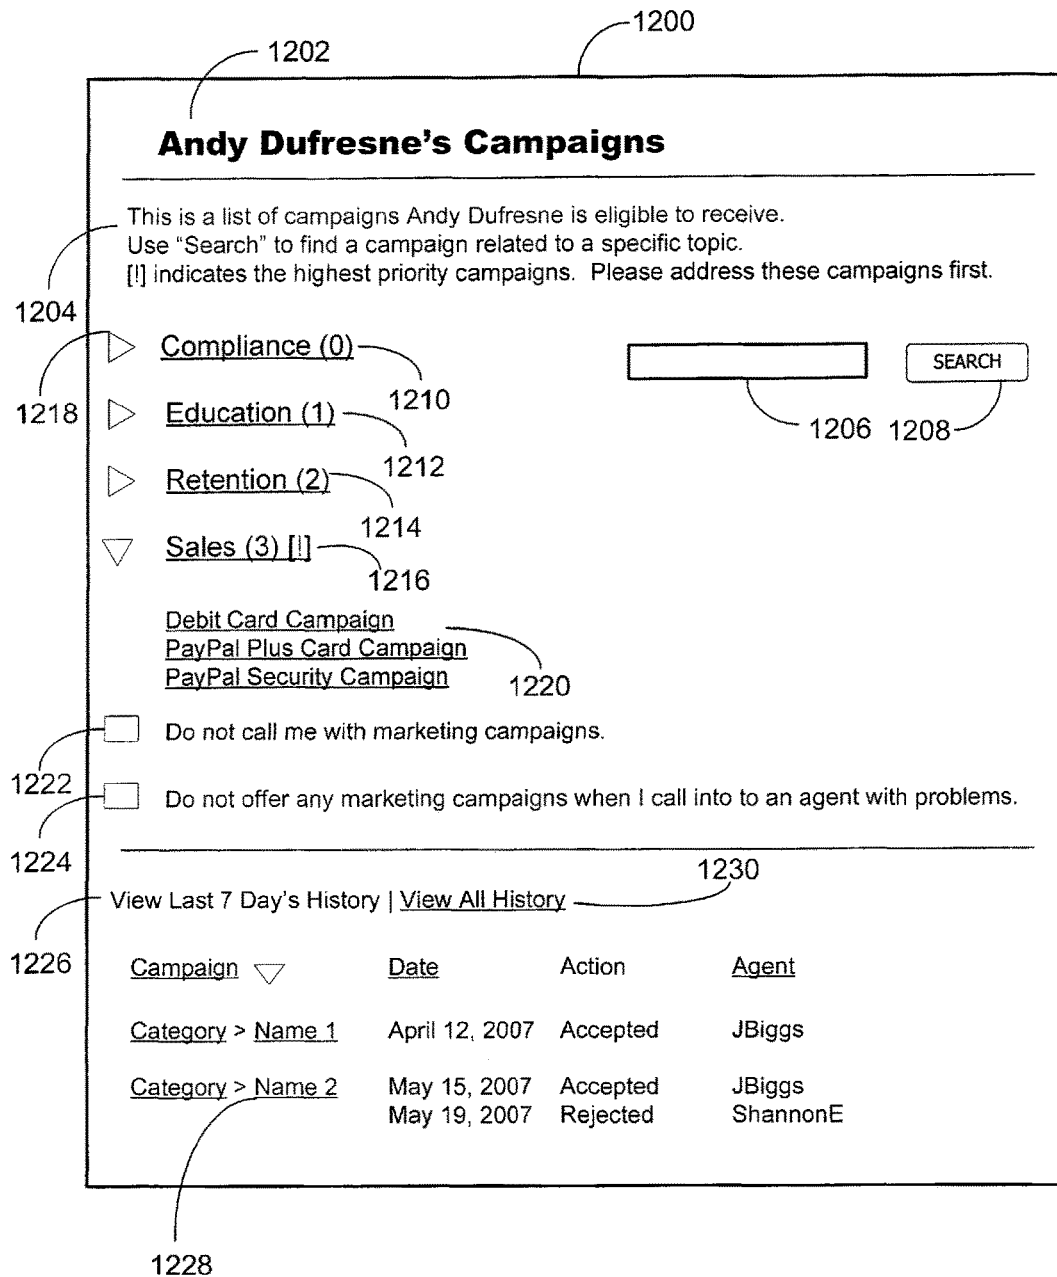 1200
1202
Andy Dufresne's Campaigns
This is a list of campaigns Andy Dufresne is eligible to receive.
Use "Search" to find a campaign related to a specific topic.
[!] indicates the highest priority campaigns. Please address these campaigns first.
1204
Compliance (0)
SEARCH
1218
1210
Education (1)
1206 1208
1212
Retention (2)
1214
Sales (3) [!]
1216
Debit Card Campaign
PayPal Plus Card Campaign
PayPal Security Campaign
1220
Do not call me with marketing campaigns.
1222
Do not offer any marketing campaigns when I call into to an agent with problems.
1224
1230
View Last 7 Day's History | View All History
1226
Campaign Date Action Agent
Category > Name 1 April 12, 2007 Accepted JBiggs
Category > Name 2 May 15, 2007 Accepted JBiggs
May 19, 2007 Rejected ShannonE
1228